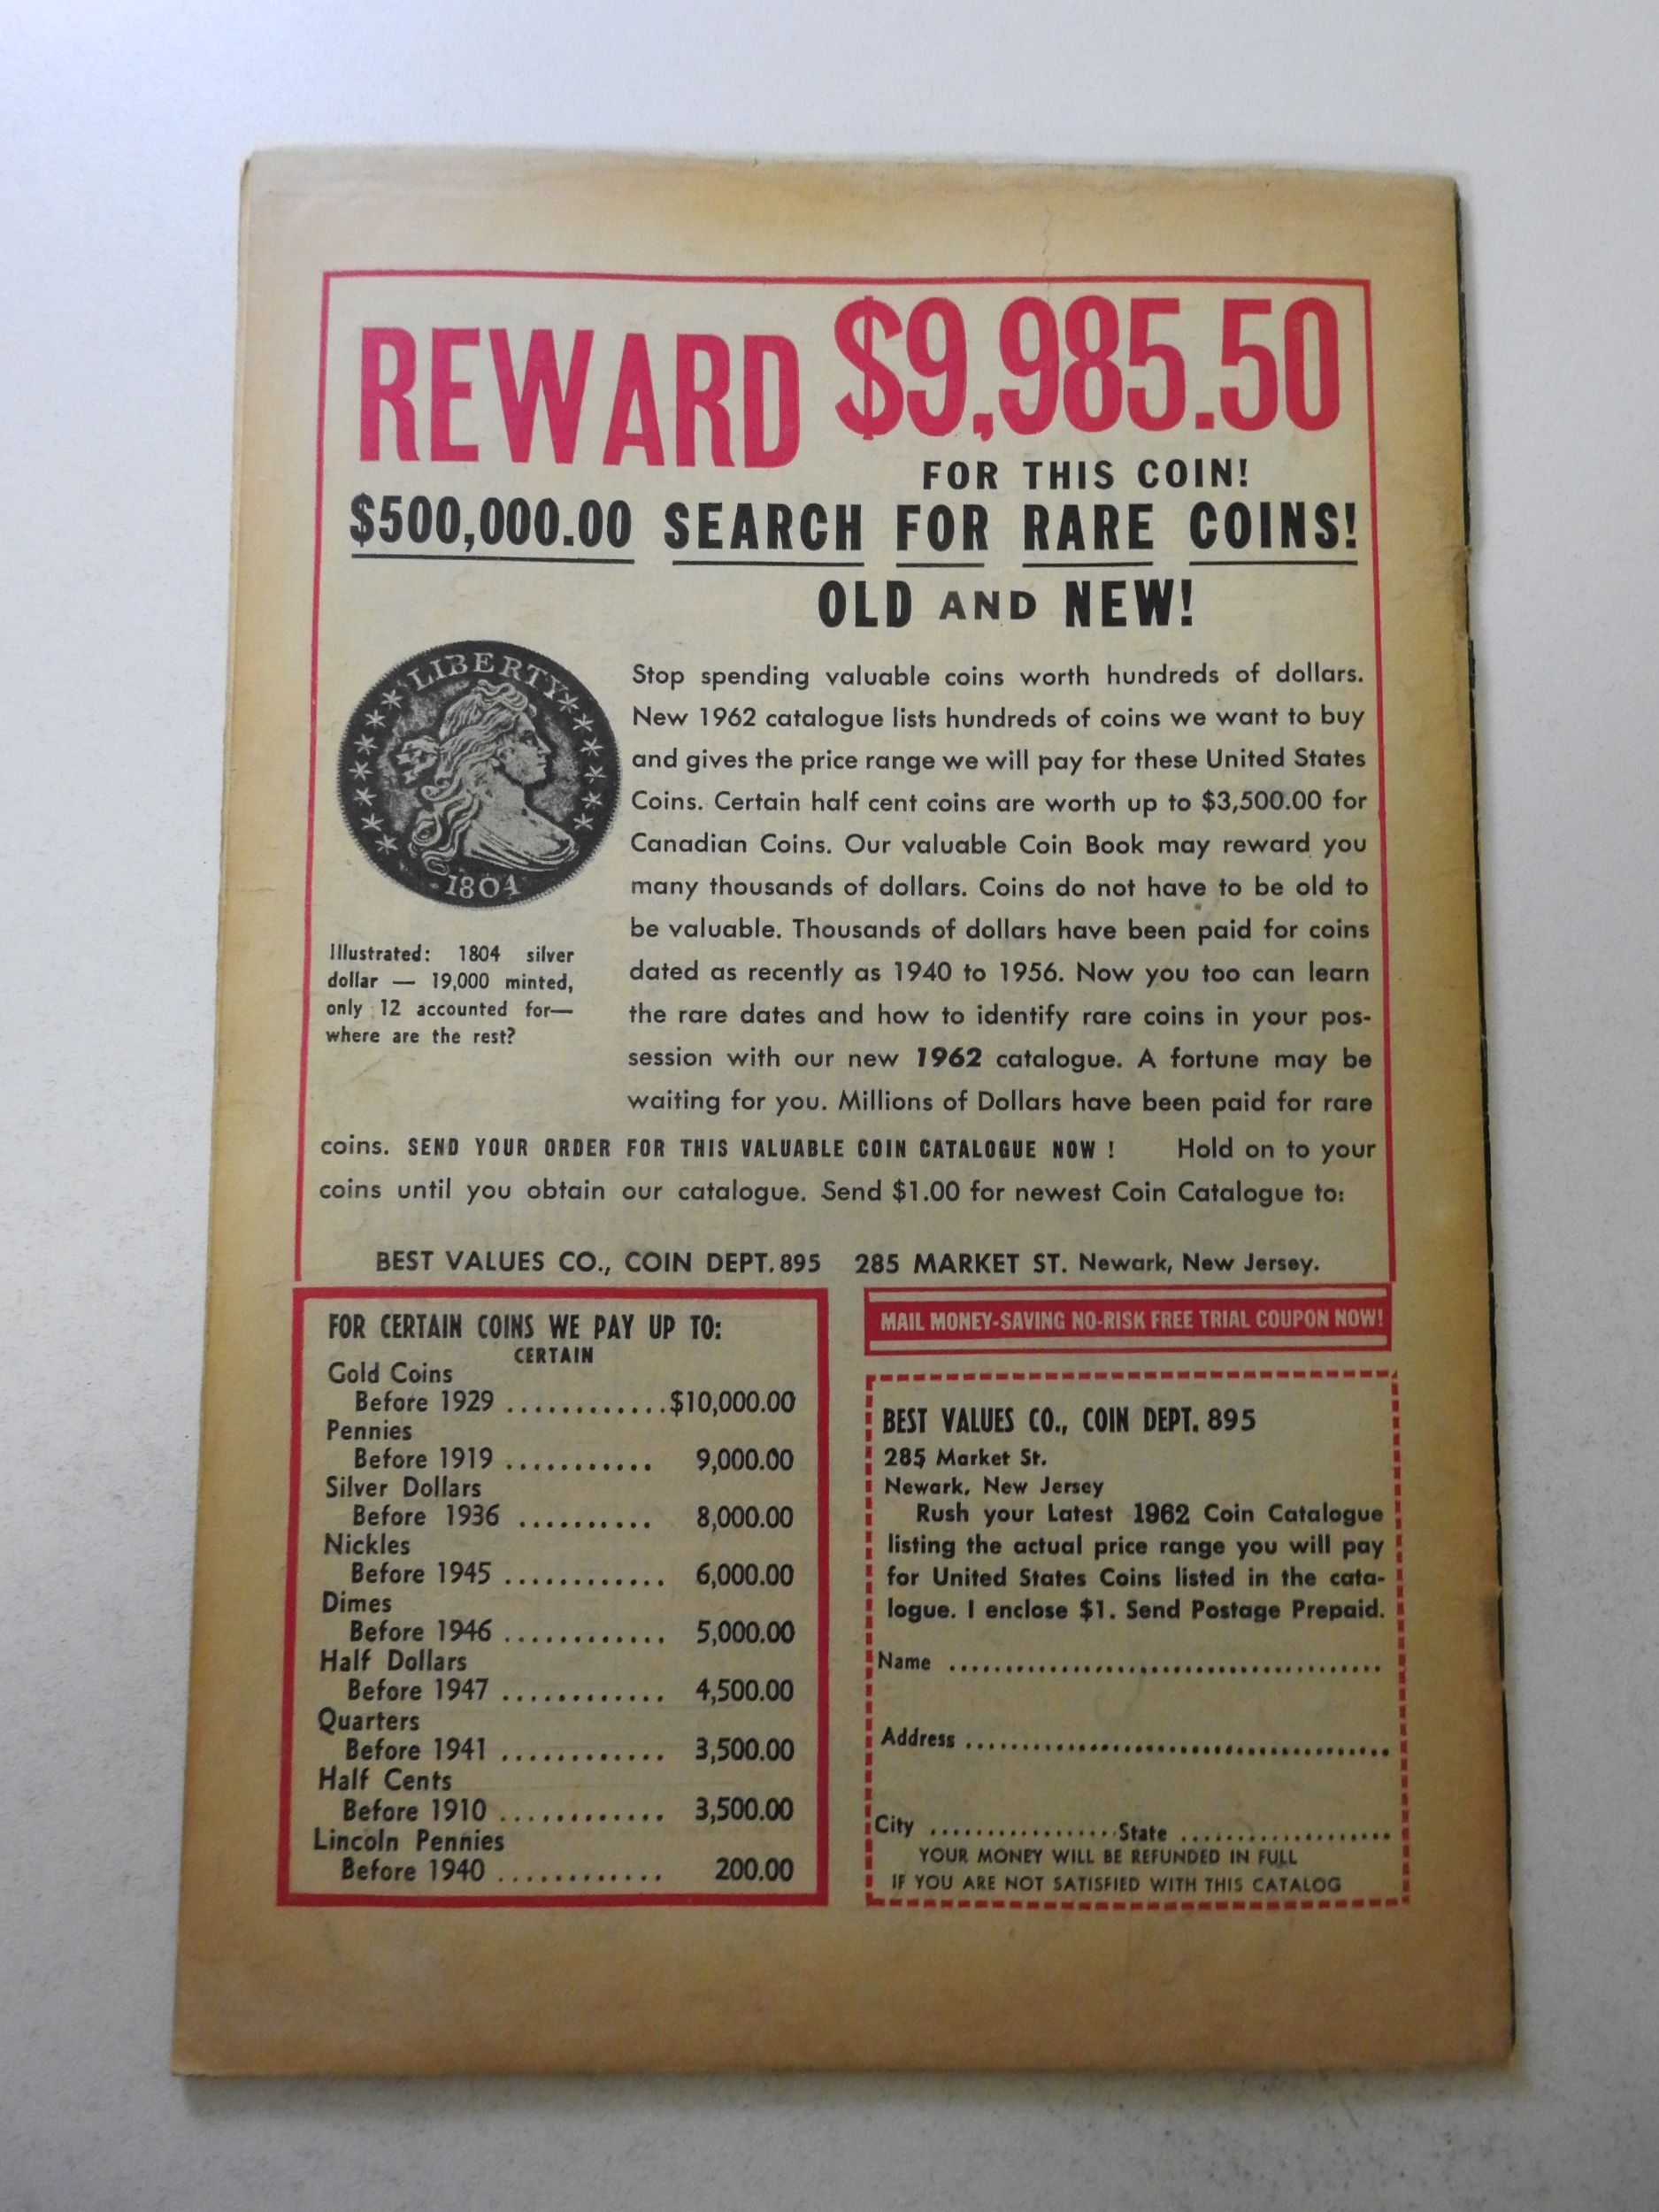 REWARD $9,985.50
FOR THIS COIN!
$500,000.00 SEARCH FOR RARE COINS!
OLD AND NEW!
LIBERTY
1804
Illustrated: 1804 silver
dollar — 19,000 minted,
only 12 accounted for—
where are the rest?
Stop spending valuable coins worth hundreds of dollars.
New 1962 catalogue lists hundreds of coins we want to buy
and gives the price range we will pay for these United States
Coins. Certain half cent coins are worth up to $3,500.00 for
Canadian Coins. Our valuable Coin Book may reward you
many thousands of dollars. Coins do not have to be old to
be valuable. Thousands of dollars have been paid for coins
dated as recently as 1940 to 1956. Now you too can learn
the rare dates and how to identify rare coins in your pos-
session with our new 1962 catalogue. A fortune may be
waiting for you. Millions of Dollars have been paid for rare
coins. SEND YOUR ORDER FOR THIS VALUABLE COIN CATALOGUE NOW ! Hold on to your
coins until you obtain our catalogue. Send $1.00 for newest Coin Catalogue to:
BEST VALUES CO., COIN DEPT. 895 285 MARKET ST. Newark, New Jersey.
FOR CERTAIN COINS WE PAY UP TO:
CERTAIN
Gold Coins
Before 1929 ............$10,000.00
Pennies
Before 1919 ........... 9,000.00
Silver Dollars
Before 1936 .......... 8,000.00
Nickles
Before 1945 ............ 6,000.00
Dimes
Before 1946 ............ 5,000.00
Half Dollars
Before 1947 ............ 4,500.00
Quarters
Before 1941 ............ 3,500.00
Half Cents
Before 1910 ............ 3,500.00
Lincoln Pennies
Before 1940 ............ 200.00
MAIL MONEY-SAVING NO-RISK FREE TRIAL COUPON NOW!
BEST VALUES CO., COIN DEPT. 895
285 Market St.
Newark, New Jersey
Rush your Latest 1962 Coin Catalogue
listing the actual price range you will pay
for United States Coins listed in the cata-
logue. I enclose $1. Send Postage Prepaid.
Name .......................................
Address ......................................
City ................. State ...................
YOUR MONEY WILL BE REFUNDED IN FULL
IF YOU ARE NOT SATISFIED WITH THIS CATALOG